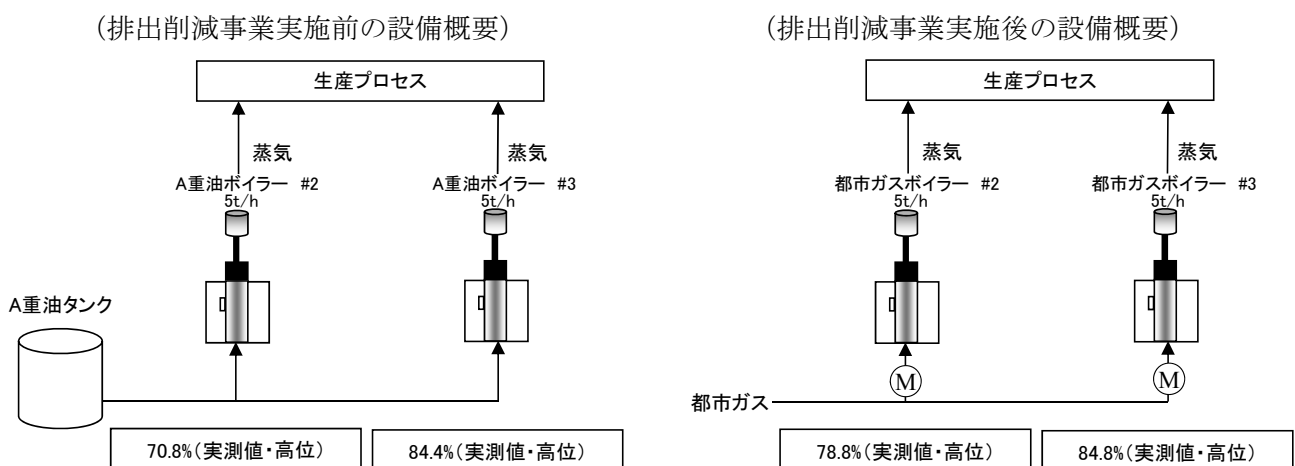 (排出削減事業実施前の設備概要)
生産プロセス
蒸気
蒸気
A重油ボイラー #2
5t/h
A重油ボイラー #3
5t/h
A重油タンク
70.8%(実測値・高位)
84.4%(実測値・高位)
(排出削減事業実施後の設備概要)
生産プロセス
蒸気
蒸気
都市ガスボイラー #2
5t/h
都市ガスボイラー #3
5t/h
M
M
都市ガス
78.8%(実測値・高位)
84.8%(実測値・高位)